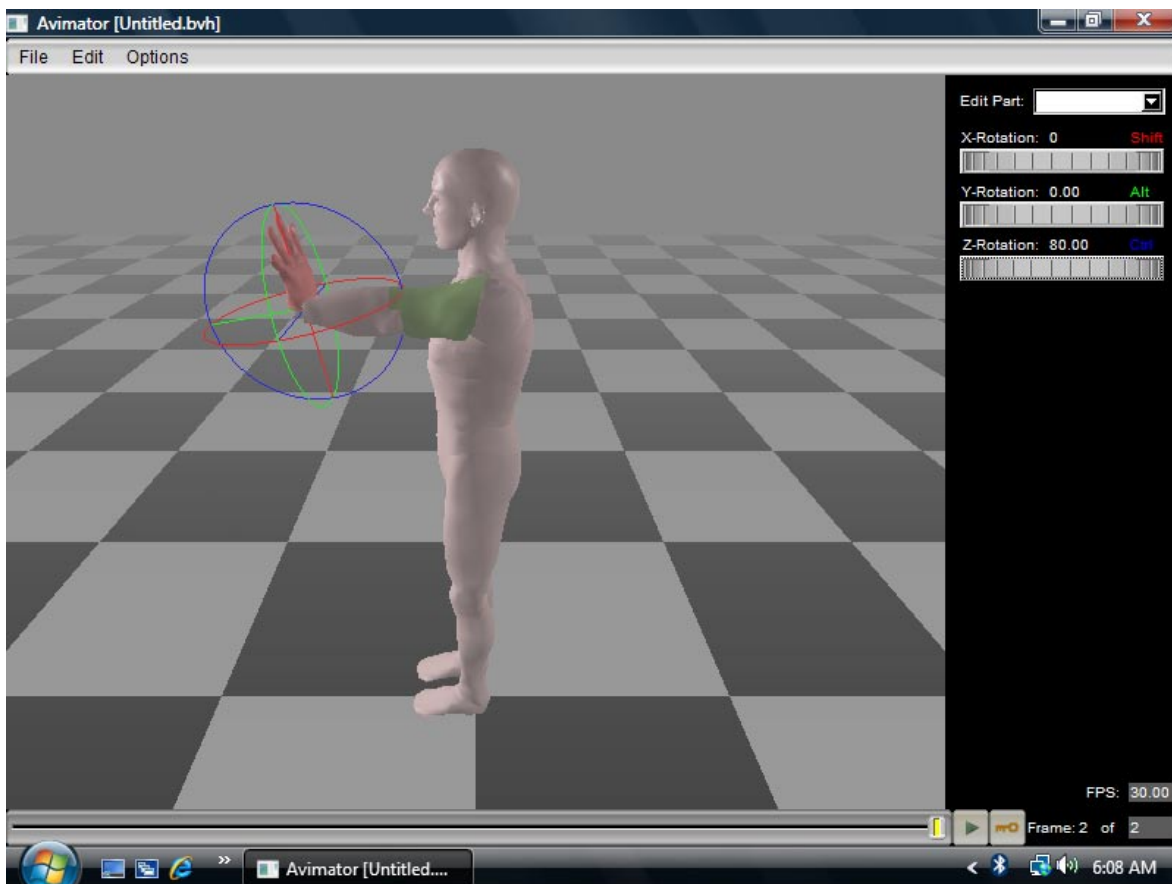 Avimator [Untitled.bvh]
File Edit Options
Edit Part:
X-Rotation: 0 Shift
Y-Rotation: 0.00 Alt
Z-Rotation: 80.00 Ctrl
FPS: 30.00
Frame: 2 of 2
» Avimator [Untitled.... < 6:08 AM